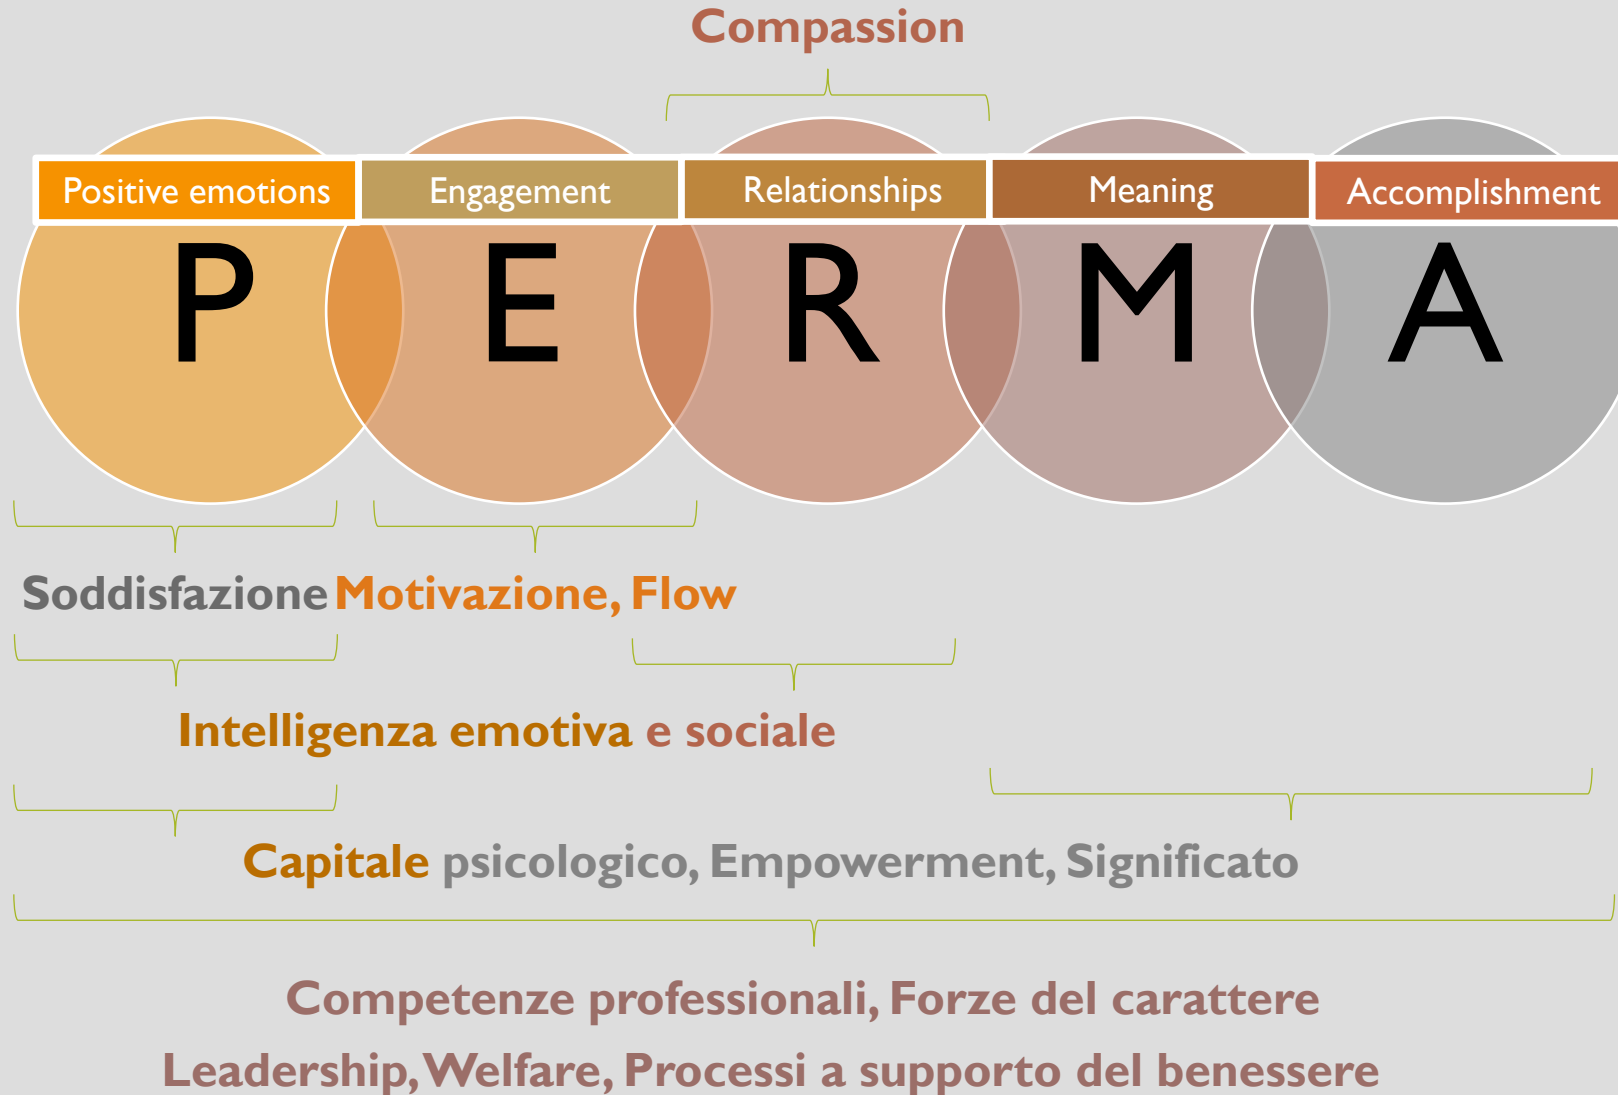 Compassion
Positive emotions Engagement Relationships Meaning Accomplishment
P E R M A
Soddisfazione Motivazione, Flow
Intelligenza emotiva e sociale
Capitale psicologico, Empowerment, Significato
Competenze professionali, Forze del carattere
Leadership, Welfare, Processi a supporto del benessere